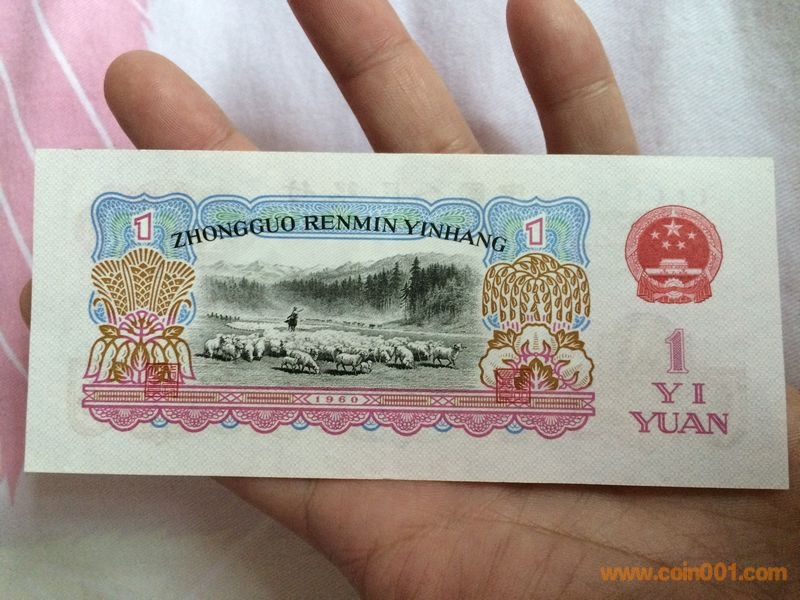 1
ZHONGGUO RENMIN YINHANG
1
1960
1
YI
YUAN
www.coin001.com